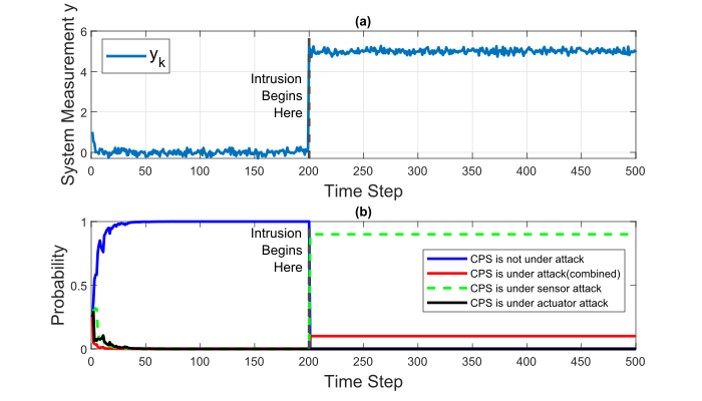 (a)
System Measurement y
6
4
2
0
yk
Intrusion
Begins
Here
0 50 100 150 200 250 300 350 400 450 500
Time Step
(b)
Probability
1
0.5
0
Intrusion
Begins
Here
CPS is not under attack
CPS is under attack(combined)
CPS is under sensor attack
CPS is under actuator attack
0 50 100 150 200 250 300 350 400 450 500
Time Step